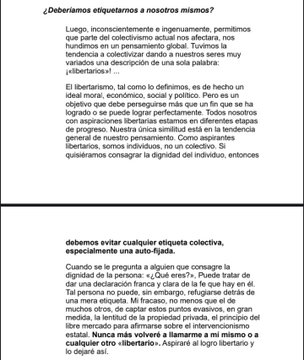 ¿Deberíamos etiquetarnos a nosotros mismos?
Luego, inconscientemente e ingenuamente, permitimos
que parte del colectivismo actual nos afectara, nos
hundimos en un pensamiento global. Tuvimos la
tendencia a colectivizar dando a nuestros seres muy
variados una descripción de una sola palabra:
¡«libertarios»! ...
El libertarismo, tal como lo definimos, es de hecho un
ideal moral, económico, social y político. Pero es un
objetivo que debe perseguirse más que un fin que se ha
logrado o se puede lograr perfectamente. Todos nosotros
con aspiraciones libertarias estamos en diferentes etapas
de progreso. Nuestra única similitud está en la tendencia
general de nuestro pensamiento. Como aspirantes
libertarios, somos individuos, no un colectivo. Si
quisiéramos consagrar la dignidad del individuo, entonces
debemos evitar cualquier etiqueta colectiva,
especialmente una auto-fijada.
Cuando se le pregunta a alguien que consagre la
dignidad de la persona: «¿Qué eres?», Puede tratar de
dar una declaración franca y clara de la fe que hay en él.
Tal persona no puede, sin embargo, refugiarse detrás de
una mera etiqueta. Mi fracaso, no menos que el de
muchos otros, de captar estos puntos evasivos, en gran
medida, la lentitud de la propiedad privada, el principio del
libre mercado para afirmarse sobre el intervencionismo
estatal. Nunca más volveré a llamarme a mí mismo o a
cualquier otro «libertario». Aspiraré al logro libertario y
lo dejaré así.